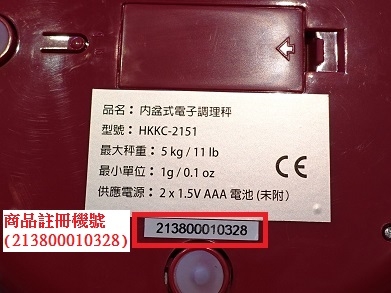 品名：內盆式電子調理秤
型號：HKKC-2151
最大秤重：5 kg / 11 lb
最小單位：1g / 0.1 oz
供應電源：2 x 1.5V AAA 電池 (未附)
CE
商品註冊機號
(213800010328)
213800010328